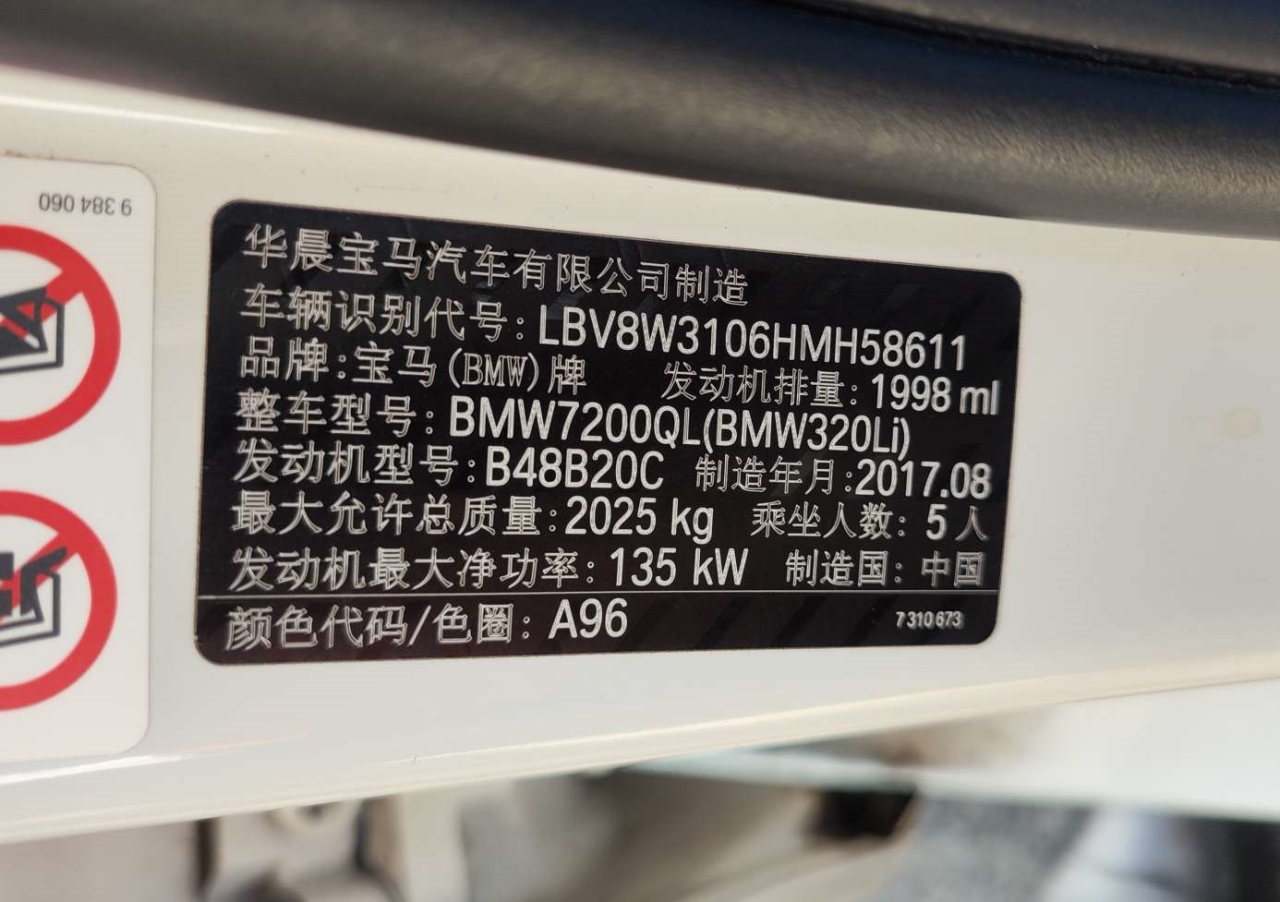 9 384 060
华晨宝马汽车有限公司制造
车辆识别代号: LBV8W3106HMH58611
品牌:宝马(BMW)牌 发动机排量: 1998 ml
整车型号: BMW7200QL(BMW320Li)
发动机型号: B48B20C 制造年月:2017.08
最大允许总质量: 2025 kg 乘坐人数: 5人
发动机最大净功率: 135 kW 制造国: 中国
颜色代码/色圈: A96 7310673